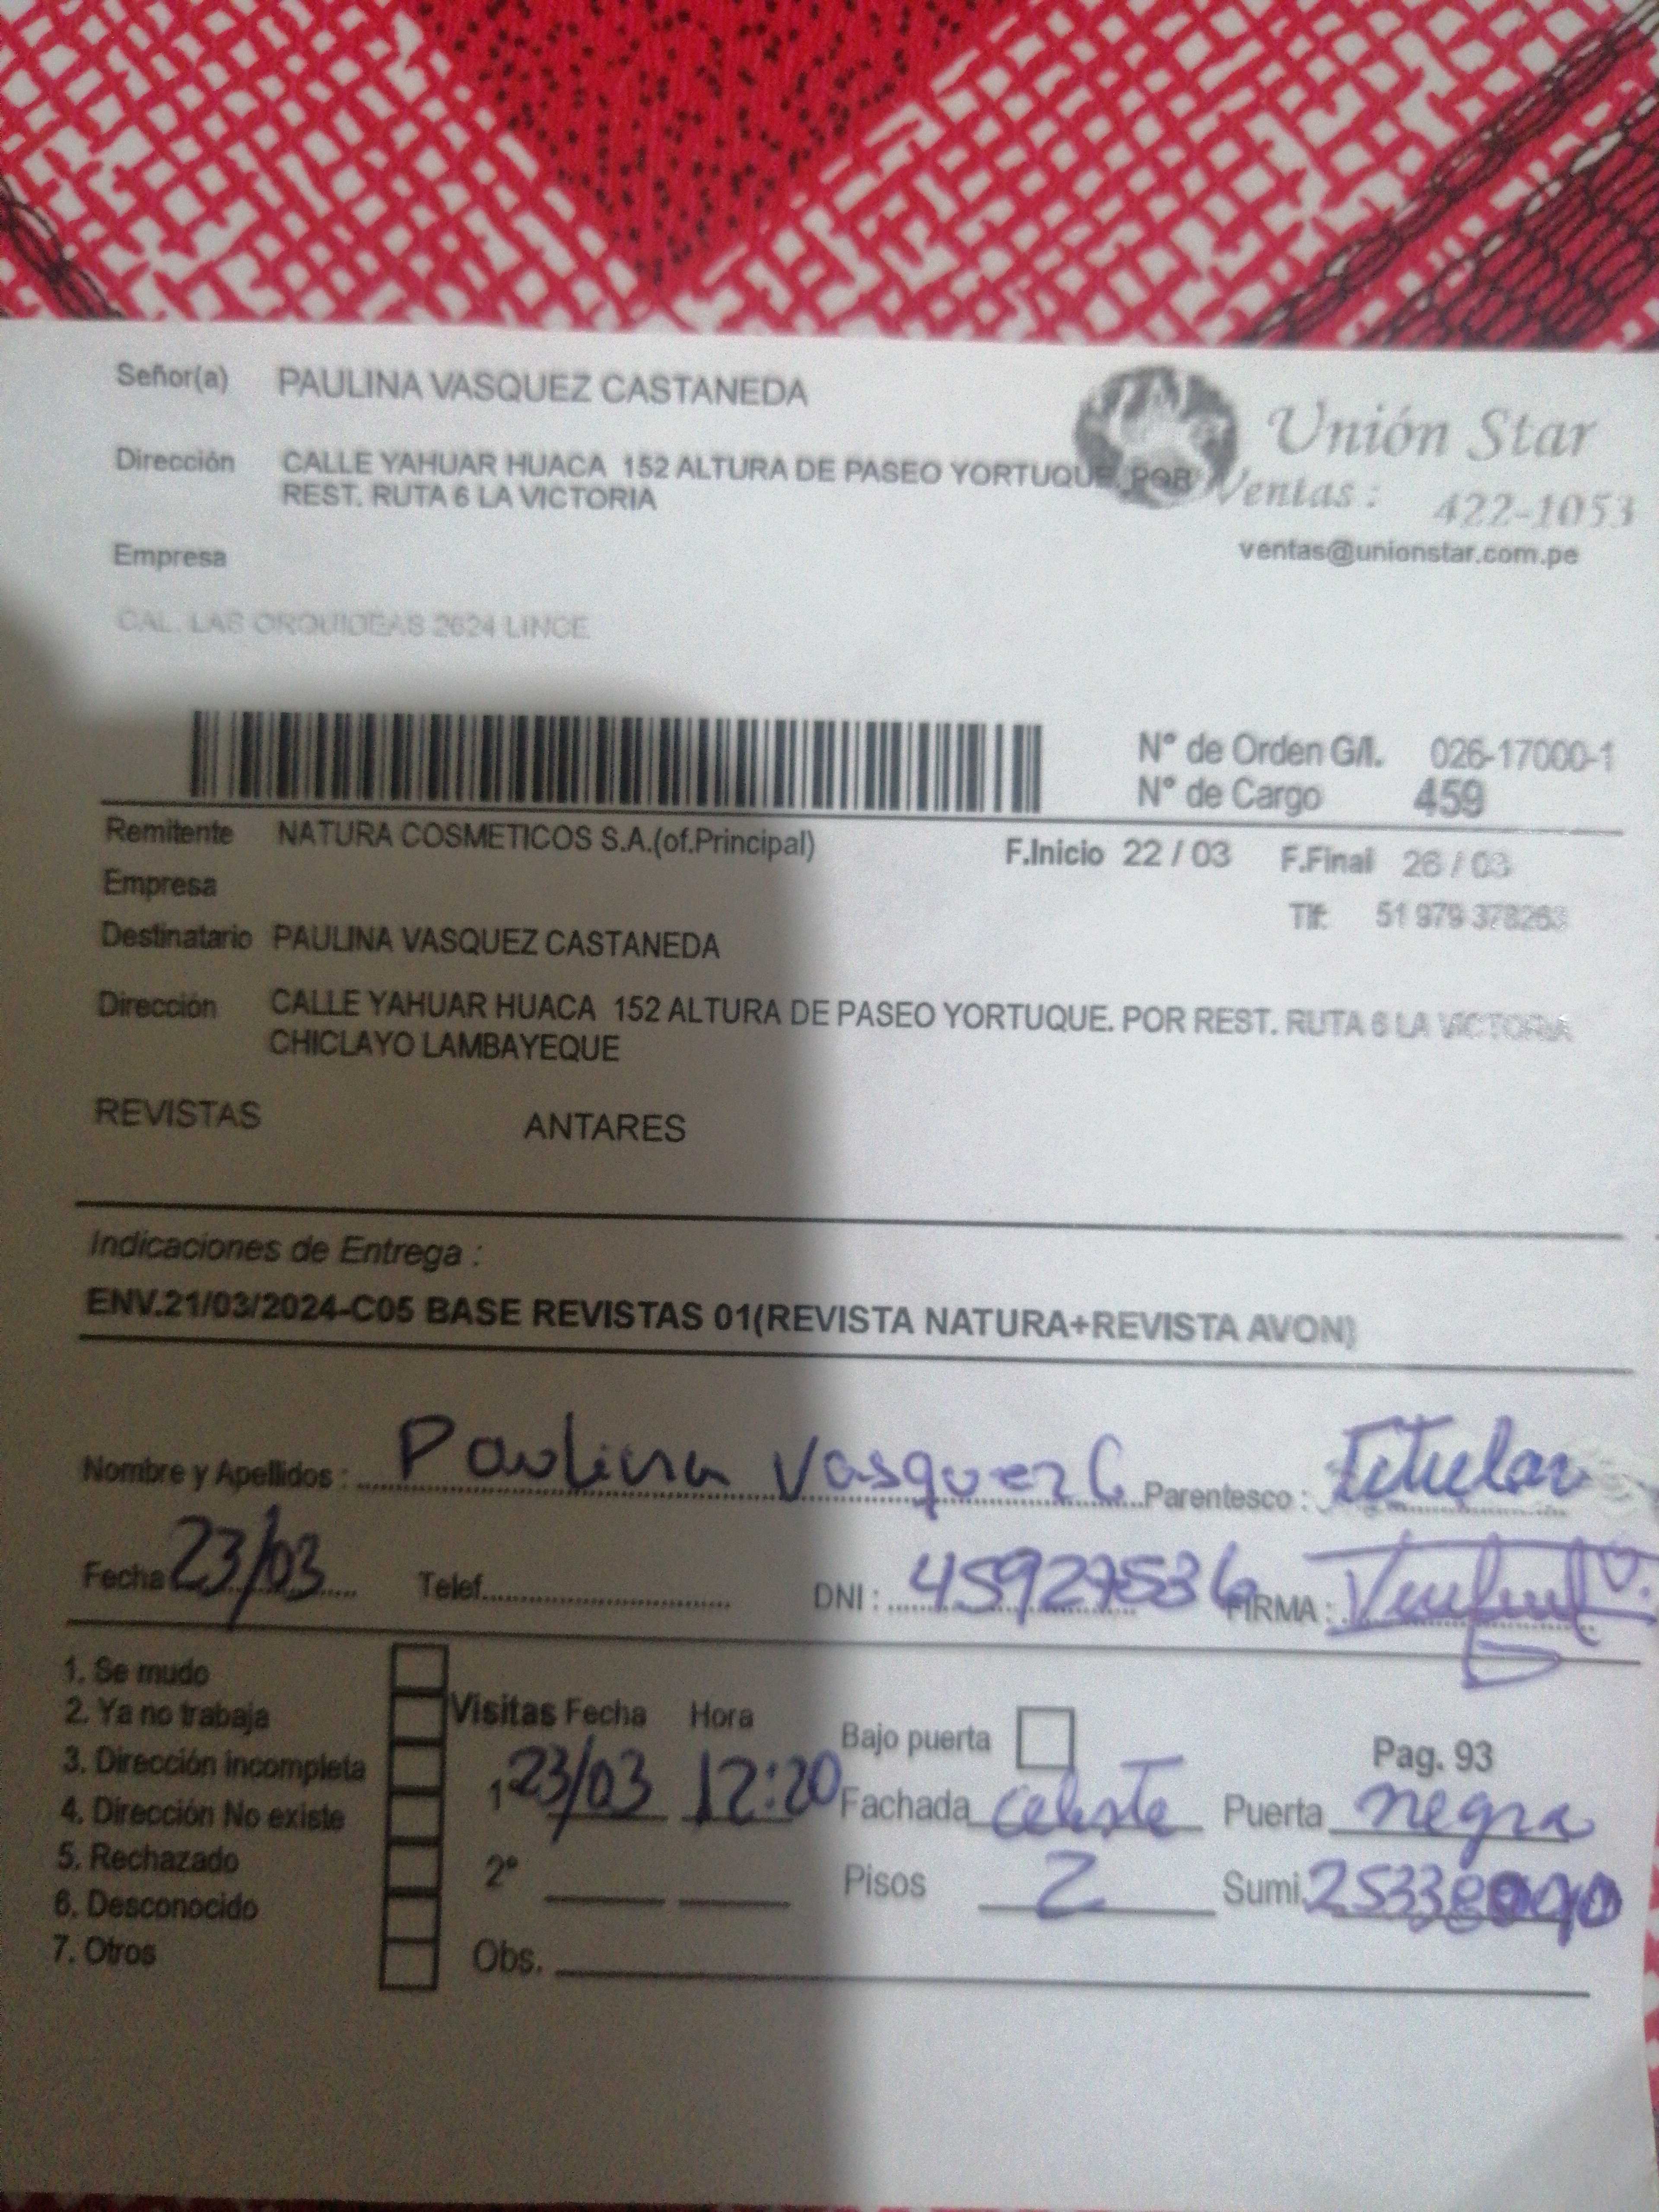 Señor(a) PAULINA VASQUEZ CASTANEDA
Unión Star
Dirección CALLE YAHUAR HUACA 152 ALTURA DE PASEO YORTUQUE. POR
REST. RUTA 6 LA VICTORIA
Ventas : 422-1053
ventas@unionstar.com.pe
Empresa
CAL. LAS ORQUIDEAS 2624 LINCE
N° de Orden G/I. 026-17000-1
N° de Cargo 459
Remitente NATURA COSMETICOS S.A.(of.Principal) F.Inicio 22 / 03 F.Final 26 / 03
Empresa
Tlf: 51 979 378263
Destinatario PAULINA VASQUEZ CASTANEDA
Dirección CALLE YAHUAR HUACA 152 ALTURA DE PASEO YORTUQUE. POR REST. RUTA 6 LA VICTORIA
CHICLAYO LAMBAYEQUE
REVISTAS ANTARES
Indicaciones de Entrega :
ENV.21/03/2024-C05 BASE REVISTAS 01(REVISTA NATURA+REVISTA AVON)
Nombre y Apellidos : Paulina Vasquez C Parentesco : Titular
Fecha 23/03 Telef. DNI : 45927536 FIRMA :
1. Se mudo
2. Ya no trabaja
3. Dirección incompleta
4. Dirección No existe
5. Rechazado
6. Desconocido
7. Otros
Visitas Fecha Hora
1° 23/03 12:20
2°
Obs.
Bajo puerta Pag. 93
Fachada celeste Puerta negra
Pisos 2 Sumi.